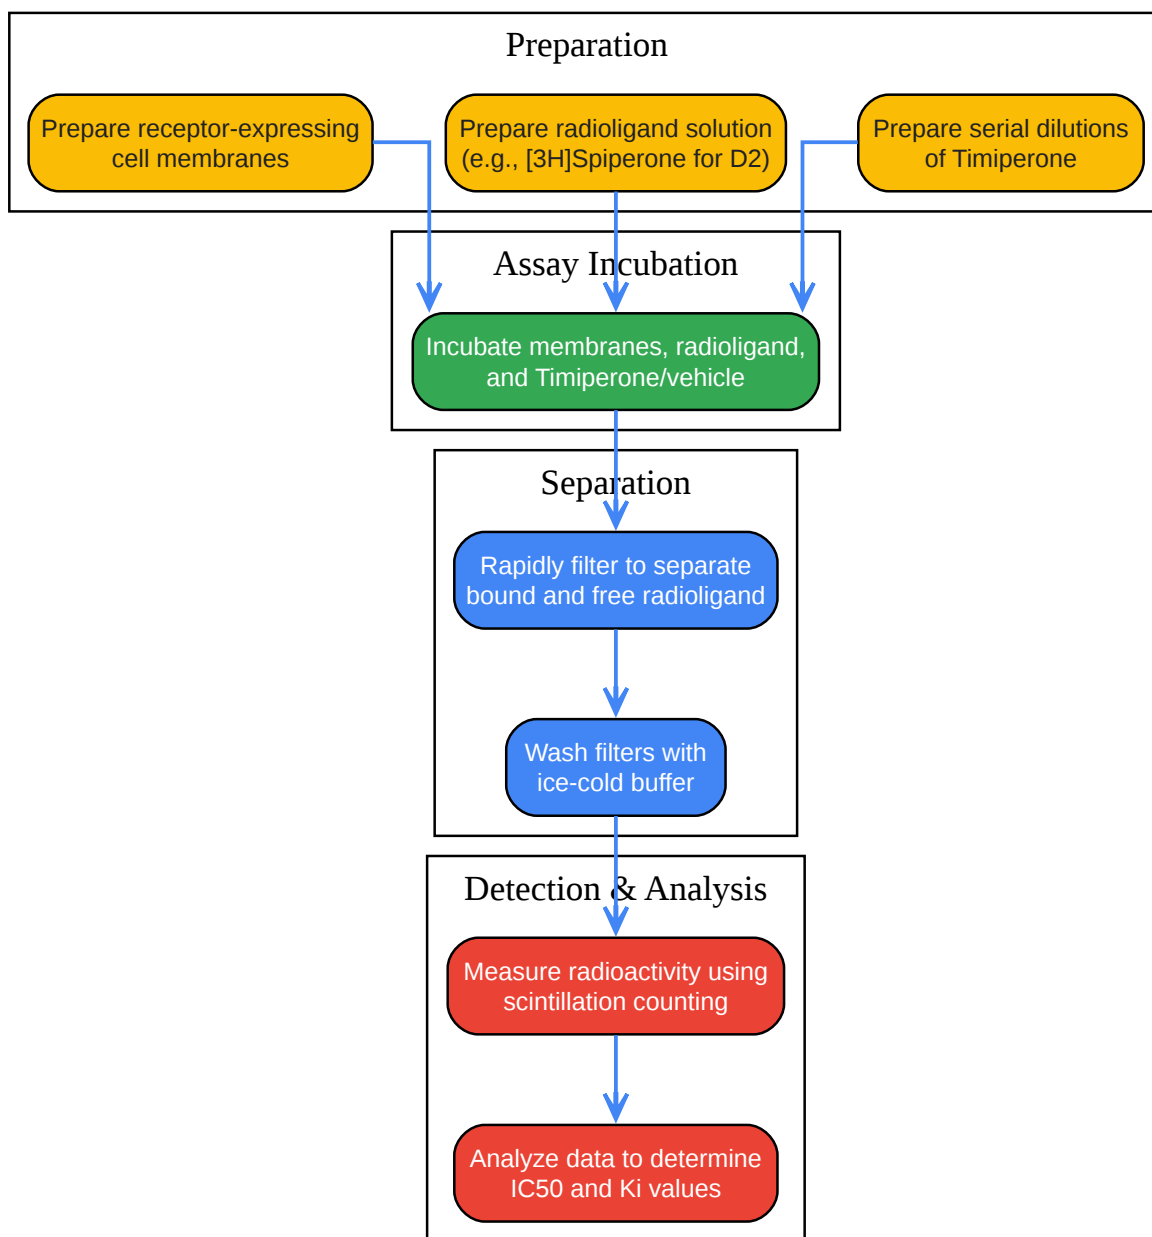 Preparation
Prepare receptor-expressing
cell membranes
Prepare radioligand solution
(e.g., [3H]Spiperone for D2)
Prepare serial dilutions
of Timiperone
Assay Incubation
Incubate membranes, radioligand,
and Timiperone/vehicle
Separation
Rapidly filter to separate
bound and free radioligand
Wash filters with
ice-cold buffer
Detection & Analysis
Measure radioactivity using
scintillation counting
Analyze data to determine
IC50 and Ki values